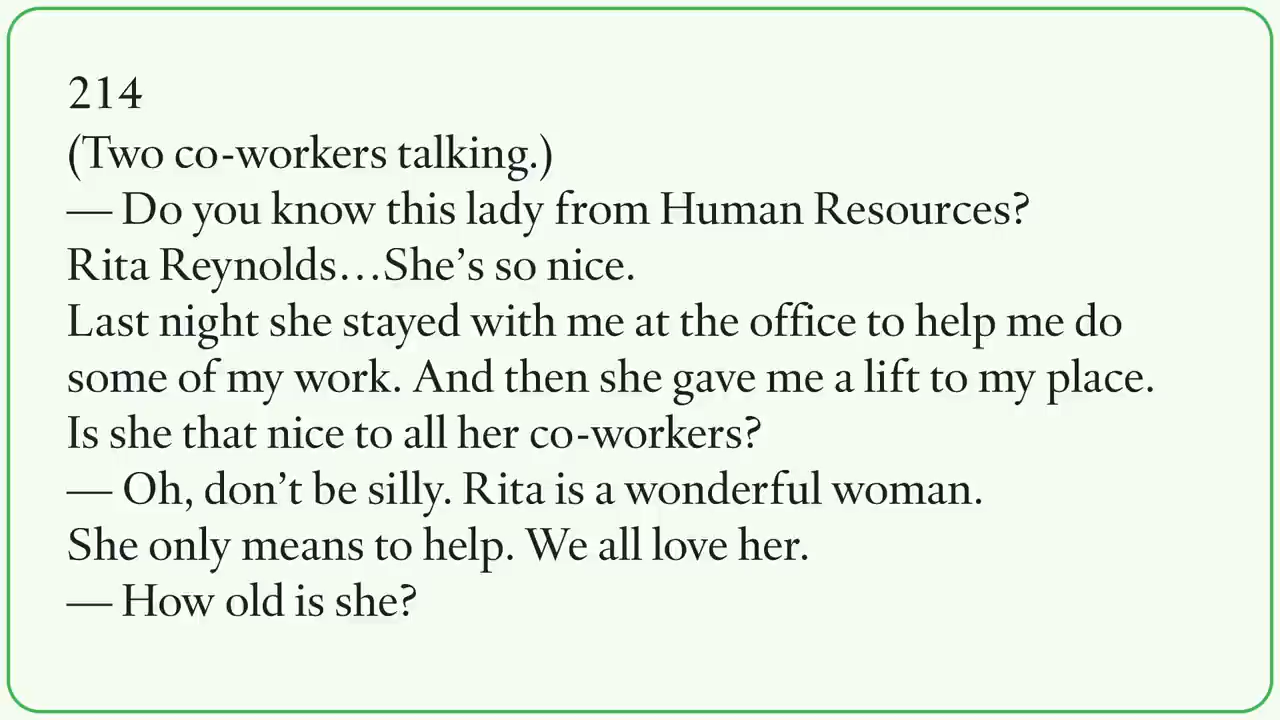 214
(Two co-workers talking.)
— Do you know this lady from Human Resources?
Rita Reynolds…She’s so nice.
Last night she stayed with me at the office to help me do
some of my work. And then she gave me a lift to my place.
Is she that nice to all her co-workers?
— Oh, don’t be silly. Rita is a wonderful woman.
She only means to help. We all love her.
— How old is she?